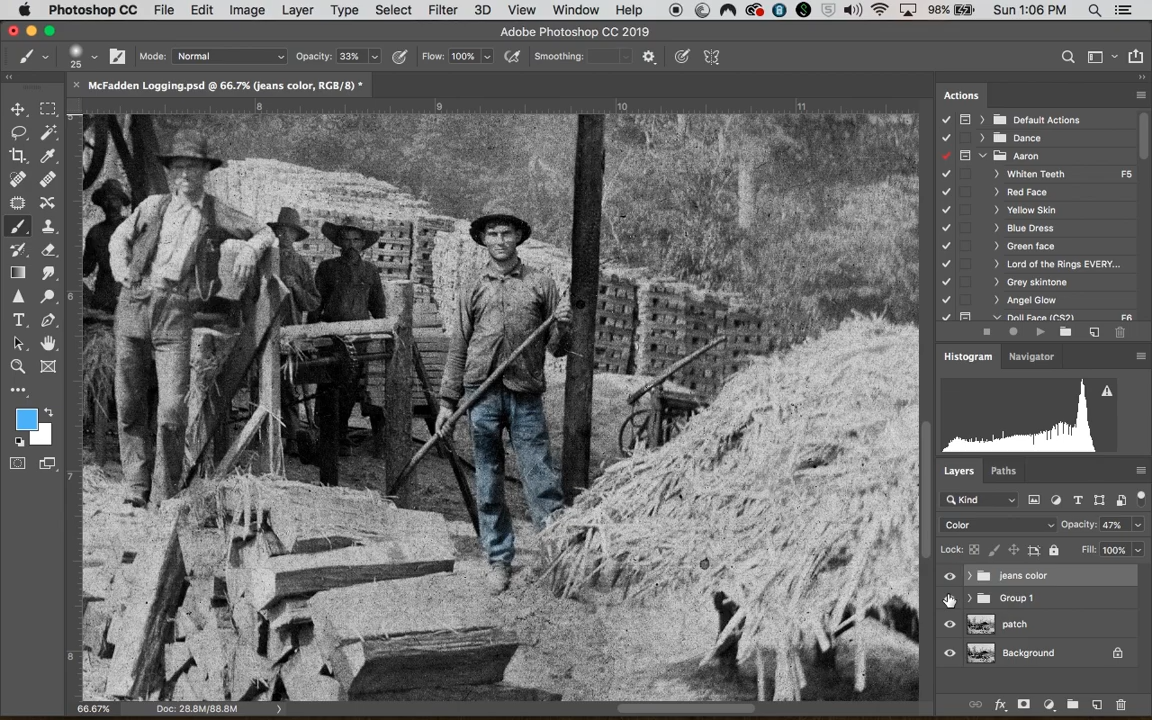 Photoshop CC File Edit Image Layer Type Select Filter 3D View Window Help 98% Sun 1:06 PM
Adobe Photoshop CC 2019
25 Mode: Normal Opacity: 33% Flow: 100% Smoothing:
McFadden Logging.psd @ 66.7% (jeans color, RGB/8) *
8 9 10 11
5
6
7
8
Actions
Default Actions
Dance
Aaron
Whiten Teeth F5
Red Face
Yellow Skin
Blue Dress
Green face
Lord of the Rings EVERY...
Grey skintone
Angel Glow
Doll Face (CS2) F6
Histogram Navigator
Layers Paths
Kind
Color Opacity: 47%
Lock: Fill: 100%
jeans color
Group 1
patch
Background
66.67% Doc: 28.8M/88.8M